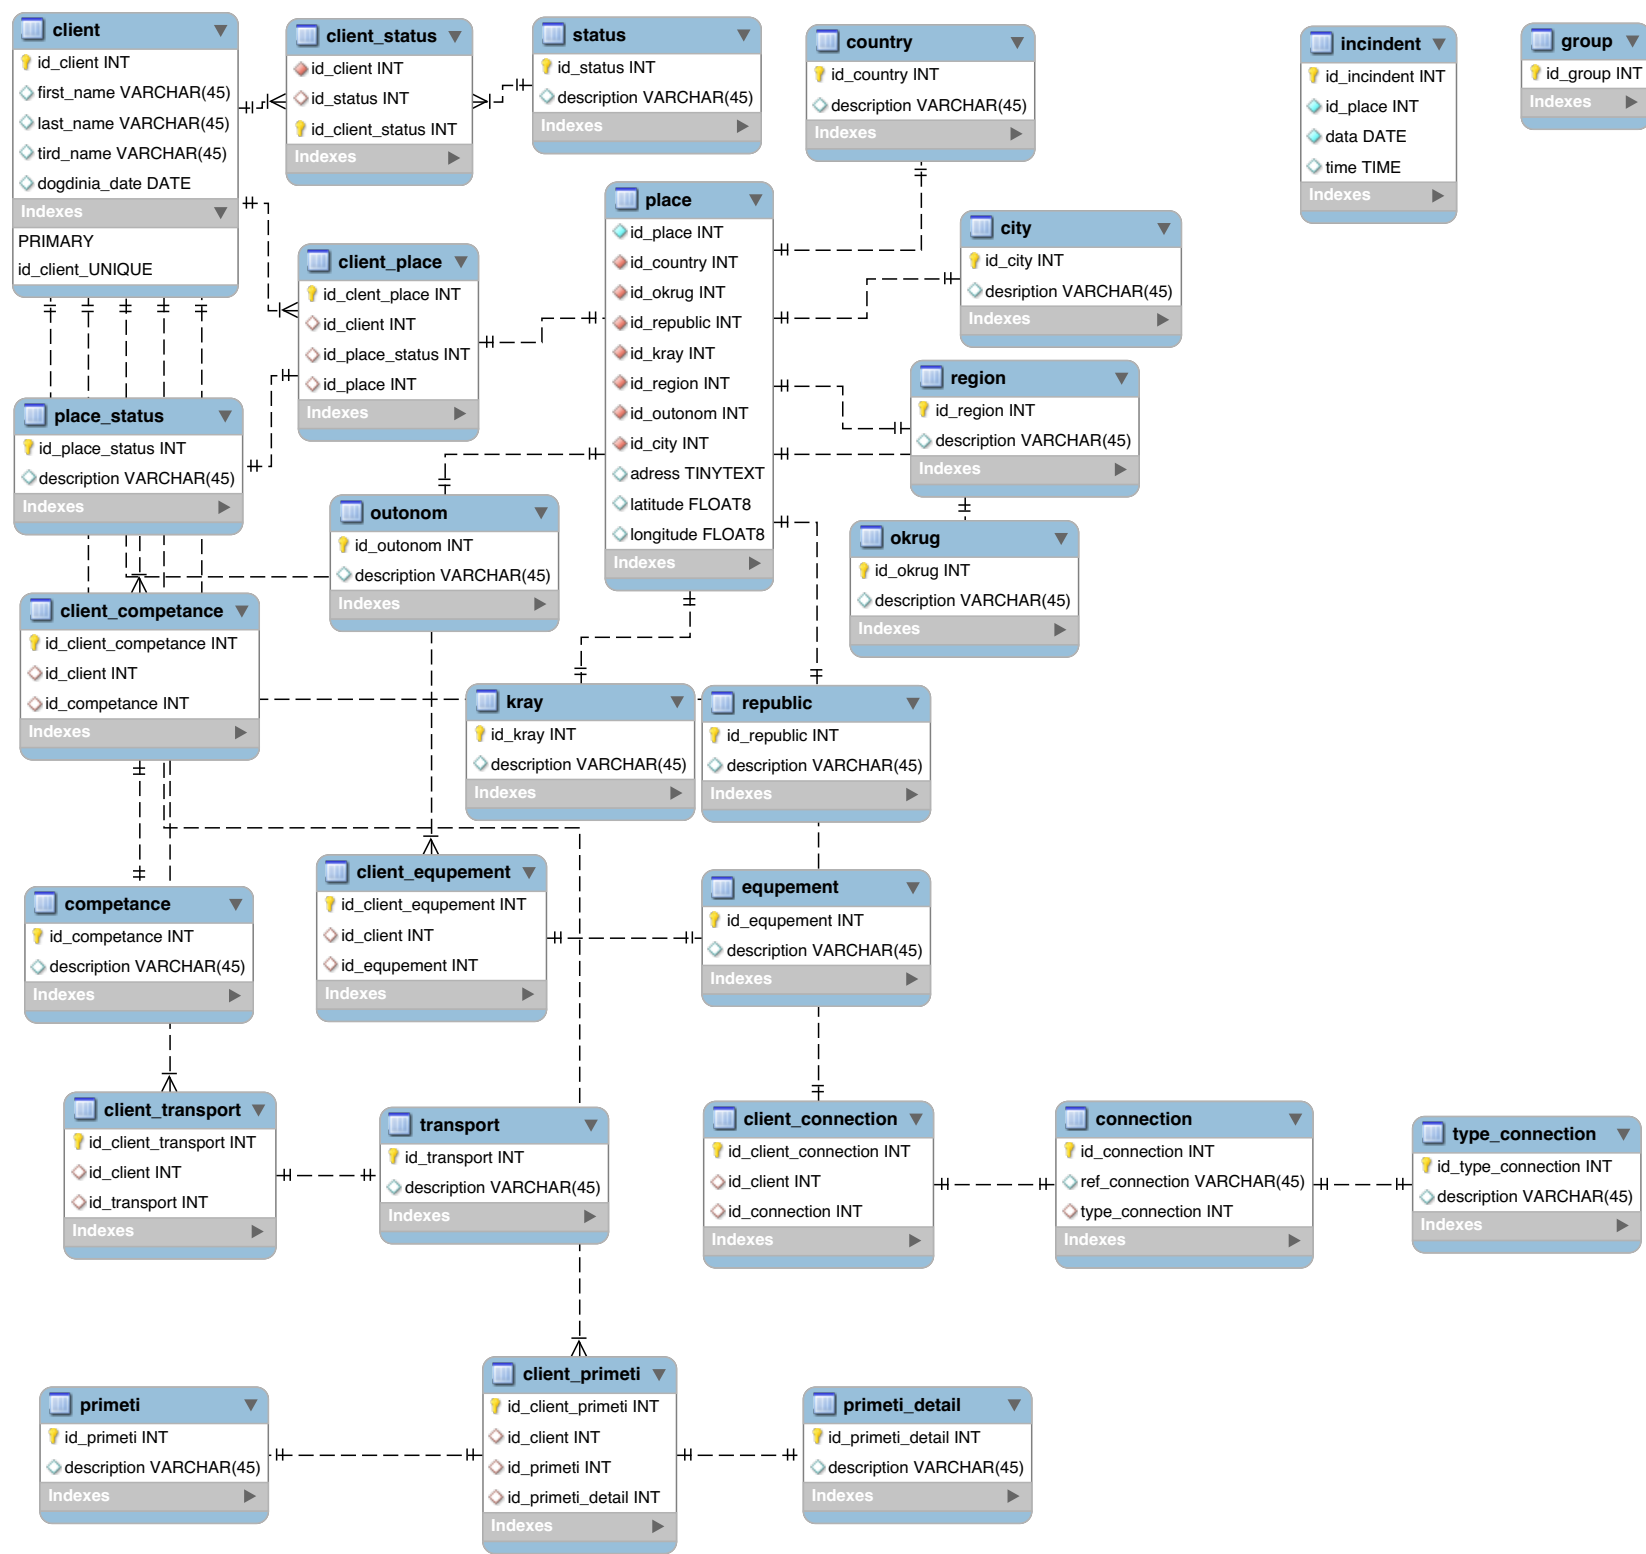 client
id_client INT
first_name VARCHAR(45)
last_name VARCHAR(45)
tird_name VARCHAR(45)
dogdinia_date DATE
Indexes
PRIMARY
id_client_UNIQUE
client_status
id_client INT
id_status INT
id_client_status INT
Indexes
status
id_status INT
description VARCHAR(45)
Indexes
country
id_country INT
description VARCHAR(45)
Indexes
incindent
id_incindent INT
id_place INT
data DATE
time TIME
Indexes
group
id_group INT
Indexes
place
id_place INT
id_country INT
id_okrug INT
id_republic INT
id_kray INT
id_region INT
id_outonom INT
id_city INT
adress TINYTEXT
latitude FLOAT8
longitude FLOAT8
Indexes
city
id_city INT
desription VARCHAR(45)
Indexes
client_place
id_clent_place INT
id_client INT
id_place_status INT
id_place INT
Indexes
region
id_region INT
description VARCHAR(45)
Indexes
place_status
id_place_status INT
description VARCHAR(45)
Indexes
outonom
id_outonom INT
description VARCHAR(45)
Indexes
okrug
id_okrug INT
description VARCHAR(45)
Indexes
client_competance
id_client_competance INT
id_client INT
id_competance INT
Indexes
kray
id_kray INT
description VARCHAR(45)
Indexes
republic
id_republic INT
description VARCHAR(45)
Indexes
client_equpement
id_client_equpement INT
id_client INT
id_equpement INT
Indexes
equpement
id_equpement INT
description VARCHAR(45)
Indexes
competance
id_competance INT
description VARCHAR(45)
Indexes
client_transport
id_client_transport INT
id_client INT
id_transport INT
Indexes
transport
id_transport INT
description VARCHAR(45)
Indexes
client_connection
id_client_connection INT
id_client INT
id_connection INT
Indexes
connection
id_connection INT
ref_connection VARCHAR(45)
type_connection INT
Indexes
type_connection
id_type_connection INT
description VARCHAR(45)
Indexes
client_primeti
id_client_primeti INT
id_client INT
id_primeti INT
id_primeti_detail INT
Indexes
primeti
id_primeti INT
description VARCHAR(45)
Indexes
primeti_detail
id_primeti_detail INT
description VARCHAR(45)
Indexes